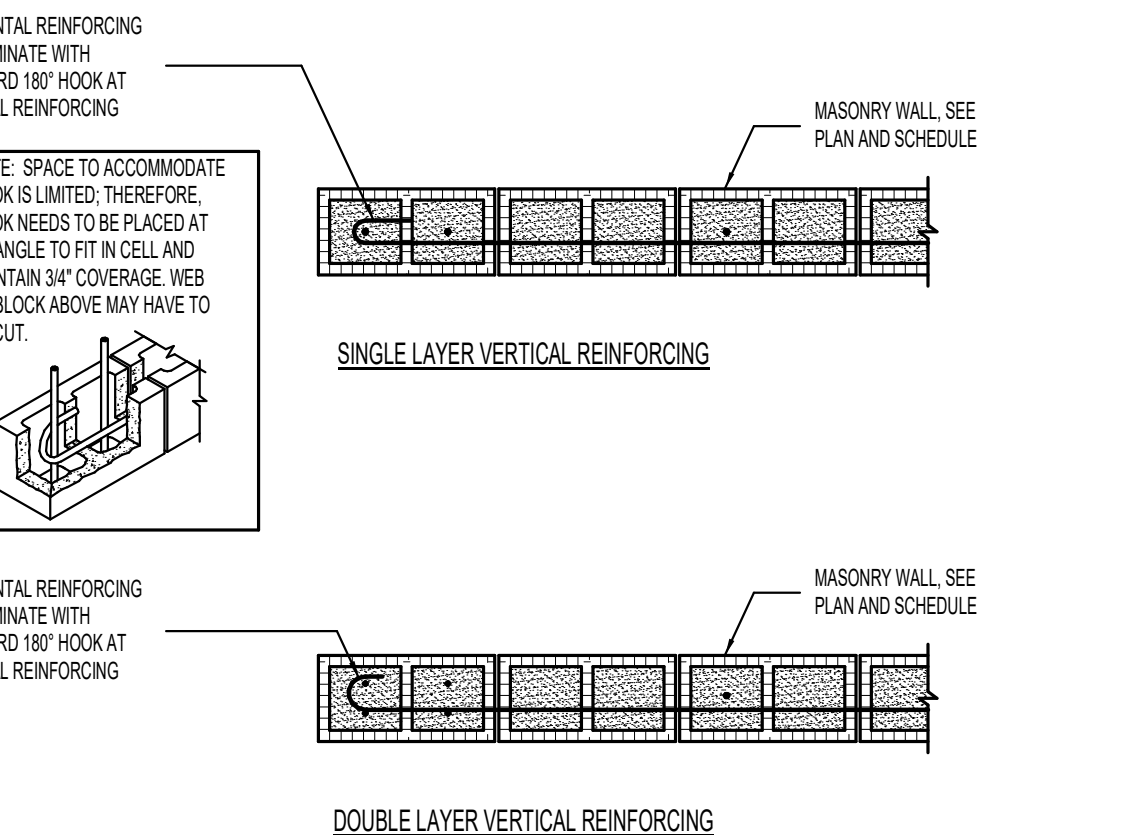 NTAL REINFORCING
MINATE WITH
RD 180° HOOK AT
L REINFORCING
MASONRY WALL, SEE
PLAN AND SCHEDULE
TE: SPACE TO ACCOMMODATE
OK IS LIMITED; THEREFORE,
OK NEEDS TO BE PLACED AT
ANGLE TO FIT IN CELL AND
NTAIN 3/4" COVERAGE. WEB
BLOCK ABOVE MAY HAVE TO
CUT.
SINGLE LAYER VERTICAL REINFORCING
NTAL REINFORCING
MINATE WITH
RD 180° HOOK AT
L REINFORCING
MASONRY WALL, SEE
PLAN AND SCHEDULE
DOUBLE LAYER VERTICAL REINFORCING